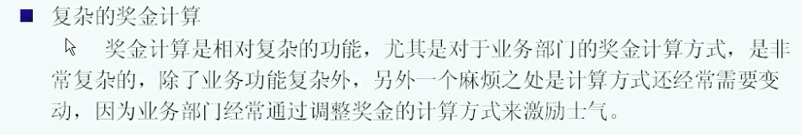 复杂的奖金计算
奖金计算是相对复杂的功能，尤其是对于业务部门的奖金计算方式，是非
常复杂的，除了业务功能复杂外，另外一个麻烦之处是计算方式还经常需要变
动，因为业务部门经常通过调整奖金的计算方式来激励士气。